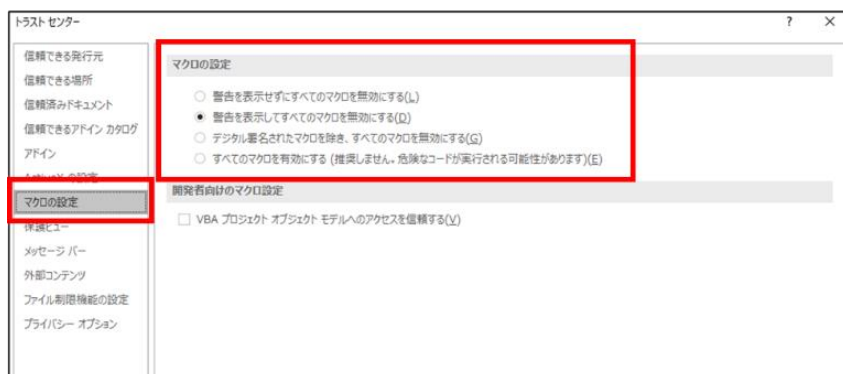 トラスト センター
? ×
信頼できる発行元
信頼できる場所
信頼済みドキュメント
信頼できるアドイン カタログ
アドイン
ActiveX の設定
マクロの設定
保護ビュー
メッセージ バー
外部コンテンツ
ファイル制限機能の設定
プライバシー オプション
マクロの設定
警告を表示せずにすべてのマクロを無効にする(L)
警告を表示してすべてのマクロを無効にする(D)
デジタル署名されたマクロを除き、すべてのマクロを無効にする(G)
すべてのマクロを有効にする (推奨しません。危険なコードが実行される可能性があります)(E)
開発者向けのマクロ設定
VBA プロジェクト オブジェクト モデルへのアクセスを信頼する(V)